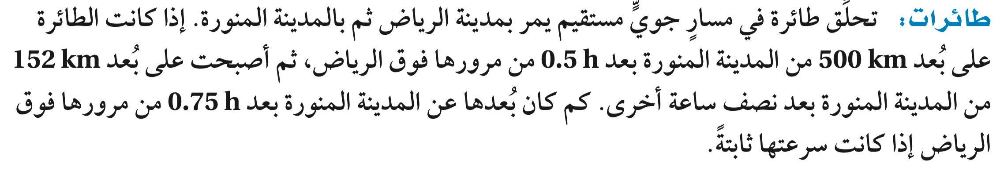 طائرات: تحلِّق طائرة في مسارٍ جويٍّ مستقيم يمر بمدينة الرياض ثم بالمدينة المنورة. إذا كانت الطائرة
على بُعد 500 km من المدينة المنورة بعد 0.5 h من مرورها فوق الرياض، ثم أصبحت على بُعد 152 km
من المدينة المنورة بعد نصف ساعة أخرى. كم كان بُعدها عن المدينة المنورة بعد 0.75 h من مرورها فوق
الرياض إذا كانت سرعتها ثابتةً.